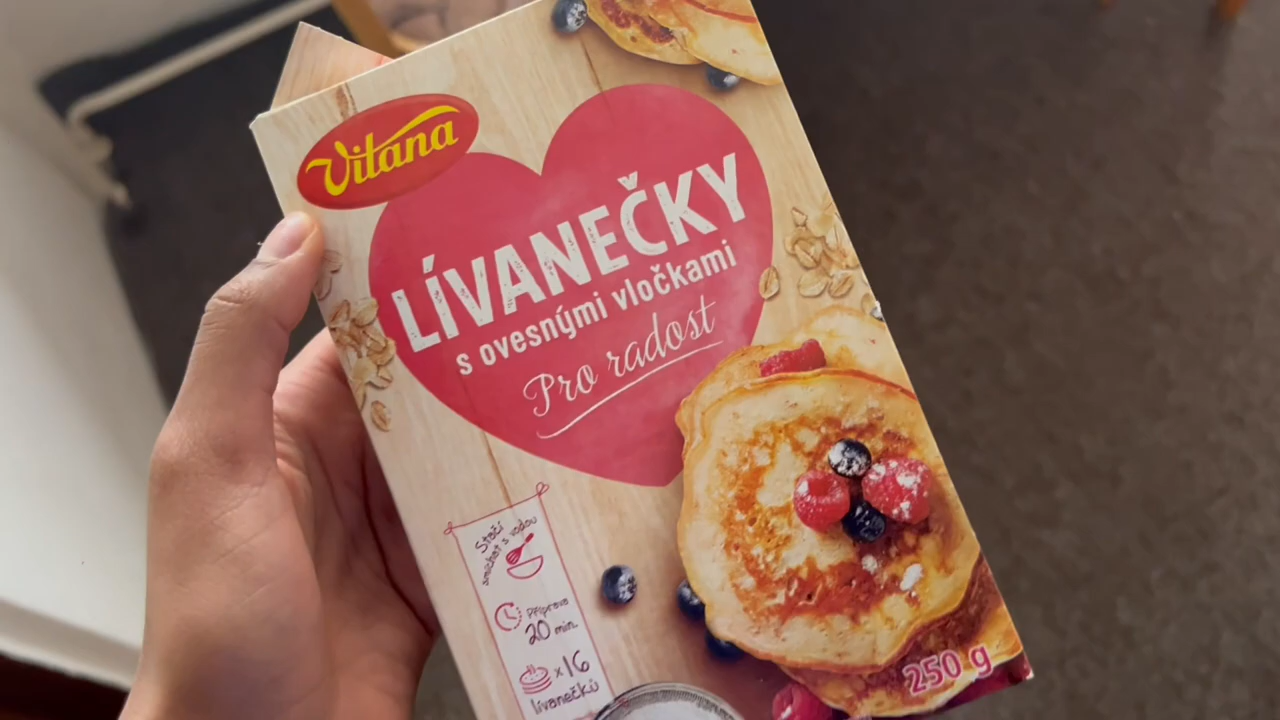 Vitana
LÍVANEČKY
s ovesnými vločkami
Pro radost
Stačí
smíchat s vodou
Příprava
20 min.
x16
lívanečků
250 g